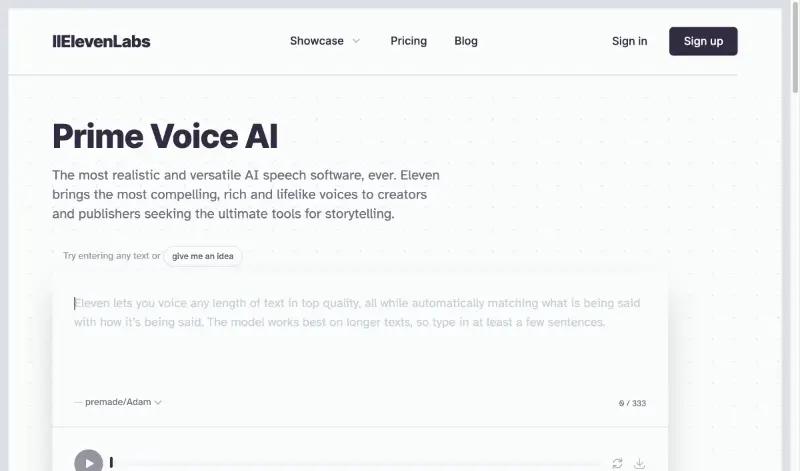 IIElevenLabs
Showcase Pricing Blog Sign in Sign up
Prime Voice AI
The most realistic and versatile AI speech software, ever. Eleven
brings the most compelling, rich and lifelike voices to creators
and publishers seeking the ultimate tools for storytelling.
Try entering any text or give me an idea
Eleven lets you voice any length of text in top quality, all while automatically matching what is being said
with how it's being said. The model works best on longer texts, so type in at least a few sentences.
— premade/Adam
0 / 333